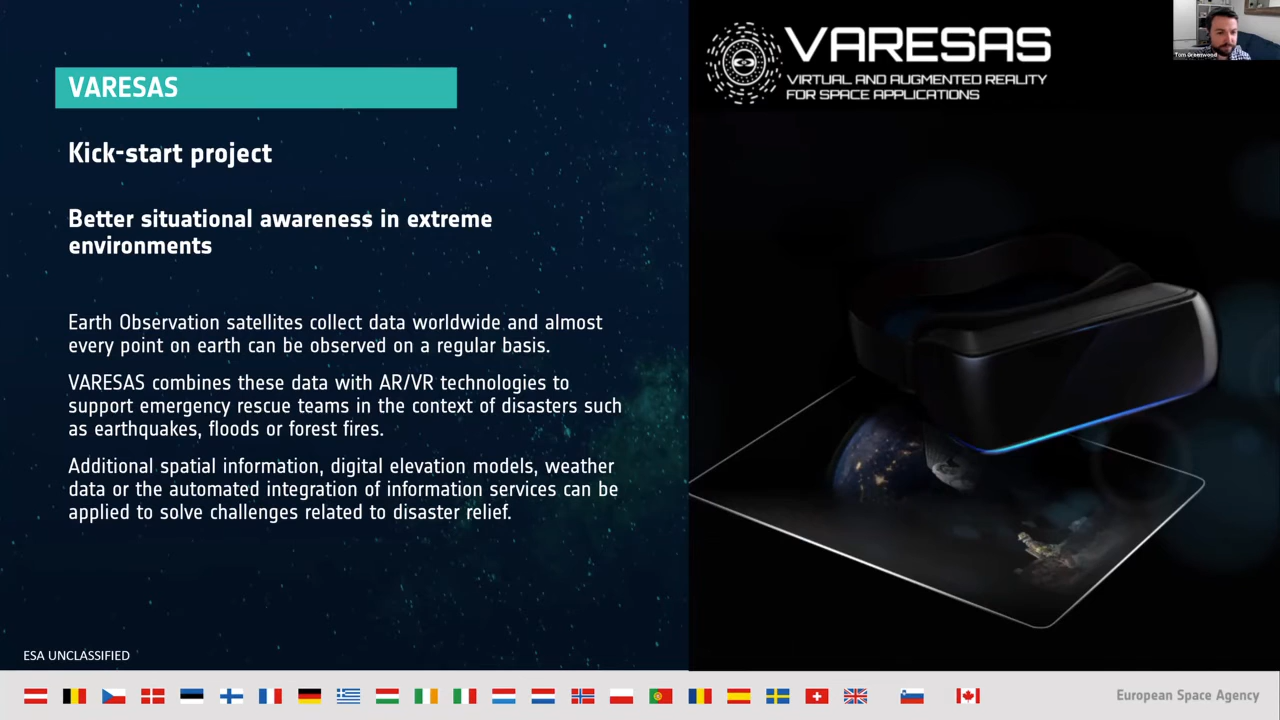 VARESAS
Kick-start project
Better situational awareness in extreme
environments
Earth Observation satellites collect data worldwide and almost
every point on earth can be observed on a regular basis.
VARESAS combines these data with AR/VR technologies to
support emergency rescue teams in the context of disasters such
as earthquakes, floods or forest fires.
Additional spatial information, digital elevation models, weather
data or the automated integration of information services can be
applied to solve challenges related to disaster relief.
ESA UNCLASSIFIED
VARESAS
VIRTUAL AND AUGMENTED REALITY
FOR SPACE APPLICATIONS
Tom Greenwood
European Space Agency